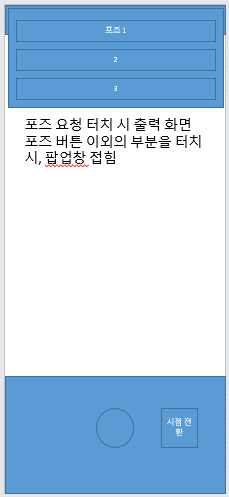 포즈 1
2
3
포즈 요청 터치 시 출력 화면
포즈 버튼 이외의 부분을 터치
시, 팝업창 접힘
시점 전
환